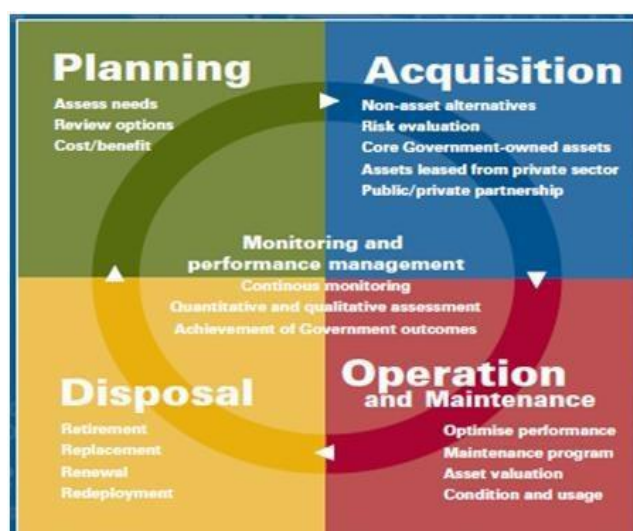 Planning
Assess needs
Review options
Cost/benefit
Acquisition
Non-asset alternatives
Risk evaluation
Core Government-owned assets
Assets leased from private sector
Public/private partnership
Monitoring and
performance management
Continous monitoring
Quantitative and qualitative assessment
Achievement of Government outcomes
Disposal
Retirement
Replacement
Renewal
Redeployment
Operation
and Maintenance
Optimise performance
Maintenance program
Asset valuation
Condition and usage